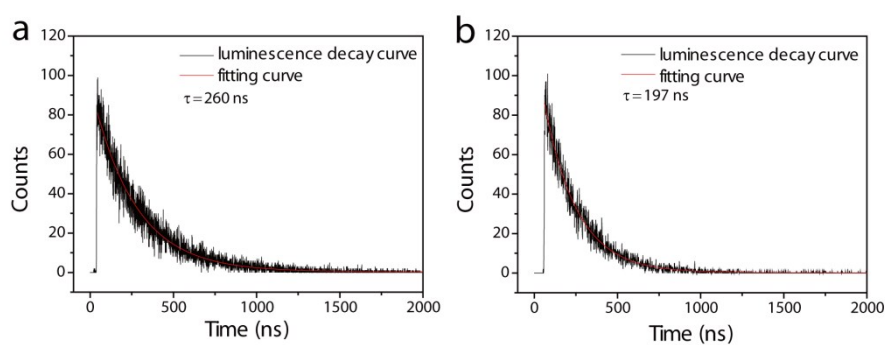 a
120
100
80
60
40
20
0
Counts
luminescence decay curve
fitting curve
τ = 260 ns
0 500 1000 1500 2000
Time (ns)
b
120
100
80
60
40
20
0
Counts
luminescence decay curve
fitting curve
τ = 197 ns
0 500 1000 1500 2000
Time (ns)